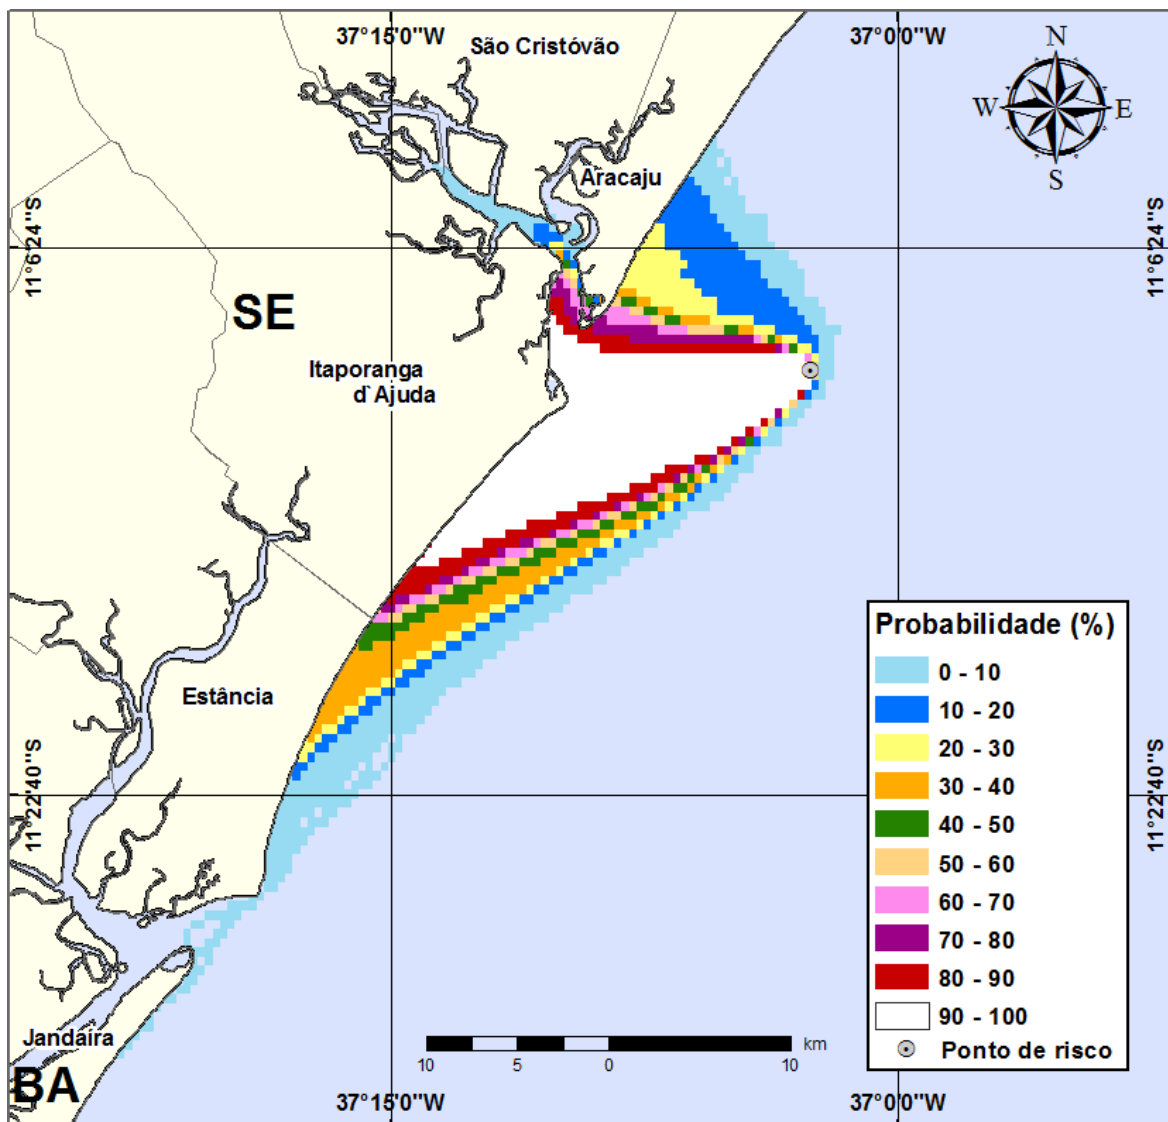 37°15'0"W
37°0'0"W
São Cristóvão
N
W
E
S
Aracaju
11°6'24"S
11°6'24"S
SE
Itaporanga
d`Ajuda
Probabilidade (%)
0 - 10
10 - 20
20 - 30
30 - 40
40 - 50
50 - 60
60 - 70
70 - 80
80 - 90
90 - 100
Ponto de risco
Estância
11°22'40"S
11°22'40"S
Jandaíra
BA
km
10
5
0
10
37°15'0"W
37°0'0"W